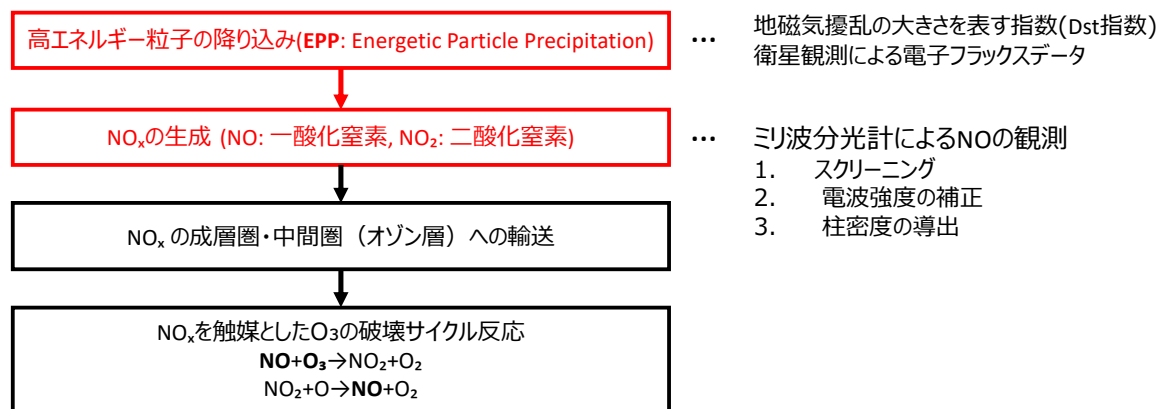 高エネルギー粒子の降り込み(EPP: Energetic Particle Precipitation)
… 地磁気擾乱の大きさを表す指数(Dst指数)
衛星観測による電子フラックスデータ
NOₓの生成 (NO: 一酸化窒素, NO₂: 二酸化窒素)
… ミリ波分光計によるNOの観測
1. スクリーニング
2. 電波強度の補正
3. 柱密度の導出
NOₓ の成層圏・中間圏（オゾン層）への輸送
NOₓを触媒としたO₃の破壊サイクル反応
NO+O₃→NO₂+O₂
NO₂+O→NO+O₂